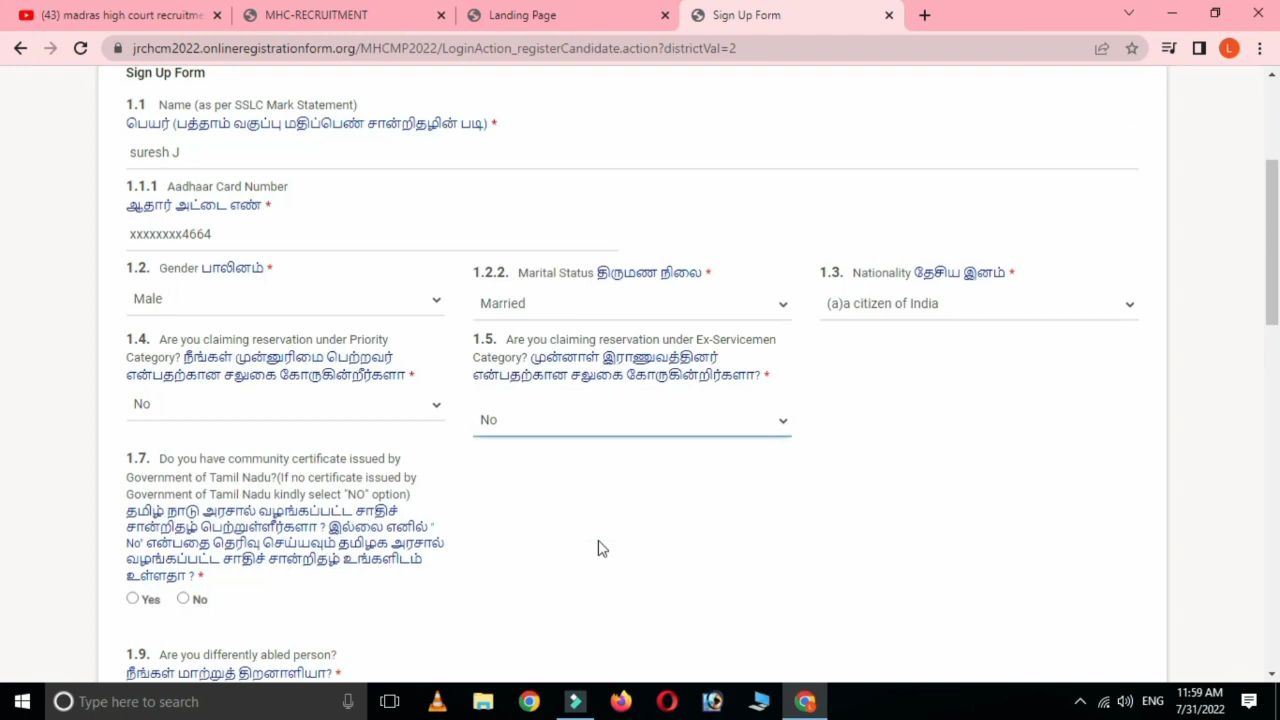 (43) madras high court recruitme
MHC-RECRUITMENT
Landing Page
Sign Up Form
jrchcm2022.onlineregistrationform.org/MHCMP2022/LoginAction_registerCandidate.action?districtVal=2
L
Sign Up Form
1.1 Name (as per SSLC Mark Statement)
பெயர் (பத்தாம் வகுப்பு மதிப்பெண் சான்றிதழின் படி) *
suresh J
1.1.1 Aadhaar Card Number
ஆதார் அட்டை எண் *
xxxxxxxx4664
1.2. Gender பாலினம் *
1.2.2. Marital Status திருமண நிலை *
1.3. Nationality தேசிய இனம் *
Male
Married
(a)a citizen of India
1.4. Are you claiming reservation under Priority
Category? நீங்கள் முன்னுரிமை பெற்றவர்
என்பதற்கான சலுகை கோருகின்றீர்களா *
No
1.5. Are you claiming reservation under Ex-Servicemen
Category? முன்னாள் இராணுவத்தினர்
என்பதற்கான சலுகை கோருகின்றிர்களா? *
No
1.7. Do you have community certificate issued by
Government of Tamil Nadu?(If no certificate issued by
Government of Tamil Nadu kindly select "NO" option)
தமிழ் நாடு அரசால் வழங்கப்பட்ட சாதிச்
சான்றிதழ் பெற்றுள்ளீர்களா ? இல்லை எனில் "
No" என்பதை தெரிவு செய்யவும் தமிழக அரசால்
வழங்கப்பட்ட சாதிச் சான்றிதழ் உங்களிடம்
உள்ளதா ? *
Yes No
1.9. Are you differently abled person?
நீங்கள் மாற்றுத் திறனாளியா? *
Type here to search
ENG
11:59 AM
7/31/2022